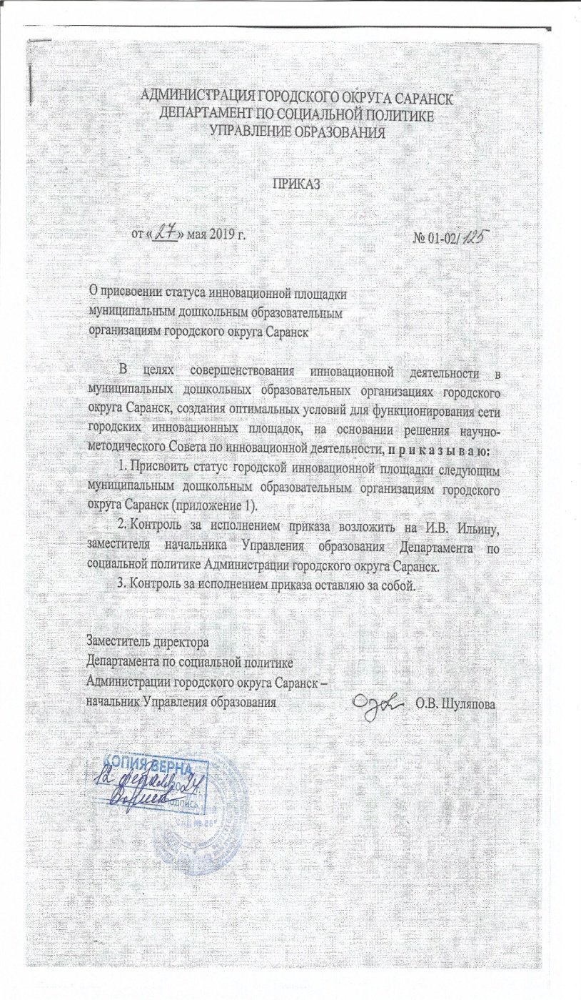 АДМИНИСТРАЦИЯ ГОРОДСКОГО ОКРУГА САРАНСК
ДЕПАРТАМЕНТ ПО СОЦИАЛЬНОЙ ПОЛИТИКЕ
УПРАВЛЕНИЕ ОБРАЗОВАНИЯ
ПРИКАЗ
от «27» мая 2019 г. № 01-02/125
О присвоении статуса инновационной площадки
муниципальным дошкольным образовательным
организациям городского округа Саранск
В целях совершенствования инновационной деятельности в
муниципальных дошкольных образовательных организациях городского
округа Саранск, создания оптимальных условий для функционирования сети
городских инновационных площадок, на основании решения научно-
методического Совета по инновационной деятельности, п р и к а з ы в а ю:
1. Присвоить статус городской инновационной площадки следующим
муниципальным дошкольным образовательным организациям городского
округа Саранск (приложение 1).
2. Контроль за исполнением приказа возложить на И.В. Ильину,
заместителя начальника Управления образования Департамента по
социальной политике Администрации городского округа Саранск.
3. Контроль за исполнением приказа оставляю за собой.
Заместитель директора
Департамента по социальной политике
Администрации городского округа Саранск –
начальник Управления образования О.В. Шуляпова
КОПИЯ ВЕРНА
12 февраля 2024 г.
подпись